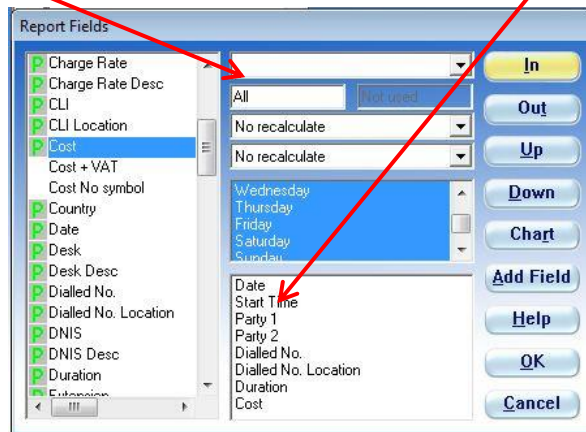 Report Fields
P Charge Rate
P Charge Rate Desc
P CLI
P CLI Location
P Cost
Cost + VAT
Cost No symbol
P Country
P Date
P Desk
P Desk Desc
P Dialled No.
P Dialled No. Location
P DNIS
P DNIS Desc
P Duration
P Extension
All
Not used
No recalculate
No recalculate
Wednesday
Thursday
Friday
Saturday
Sunday
Date
Start Time
Party 1
Party 2
Dialled No.
Dialled No. Location
Duration
Cost
In
Out
Up
Down
Chart
Add Field
Help
OK
Cancel